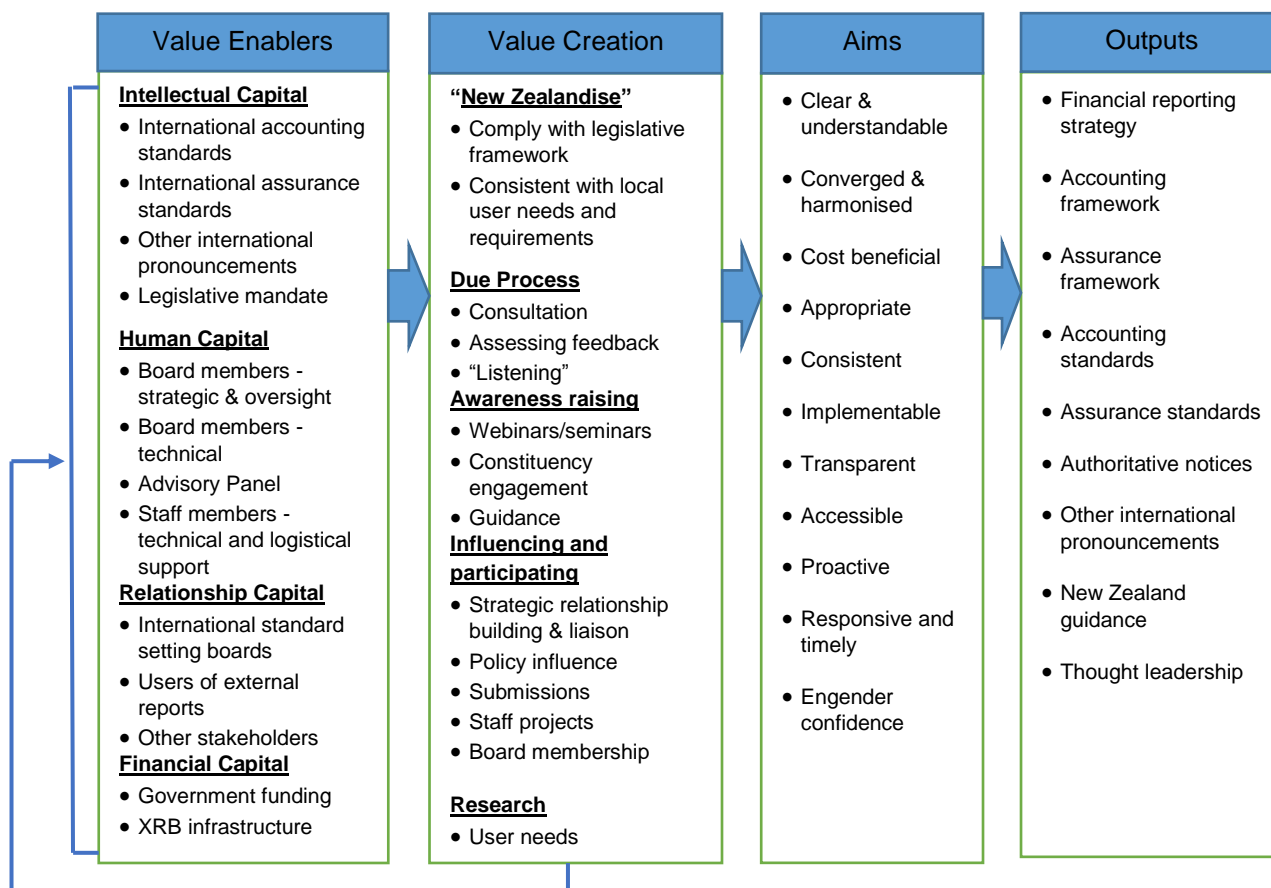 Value Enablers
Intellectual Capital
• International accounting
standards
• International assurance
standards
• Other international
pronouncements
• Legislative mandate
Human Capital
• Board members -
strategic & oversight
• Board members -
technical
• Advisory Panel
• Staff members -
technical and logistical
support
Relationship Capital
• International standard
setting boards
• Users of external
reports
• Other stakeholders
Financial Capital
• Government funding
• XRB infrastructure
Value Creation
“New Zealandise”
• Comply with legislative
framework
• Consistent with local
user needs and
requirements
Due Process
• Consultation
• Assessing feedback
• “Listening”
Awareness raising
• Webinars/seminars
• Constituency
engagement
• Guidance
Influencing and
participating
• Strategic relationship
building & liaison
• Policy influence
• Submissions
• Staff projects
• Board membership
Research
• User needs
Aims
• Clear &
understandable
• Converged &
harmonised
• Cost beneficial
• Appropriate
• Consistent
• Implementable
• Transparent
• Accessible
• Proactive
• Responsive and
timely
• Engender
confidence
Outputs
• Financial reporting
strategy
• Accounting
framework
• Assurance
framework
• Accounting
standards
• Assurance standards
• Authoritative notices
• Other international
pronouncements
• New Zealand
guidance
• Thought leadership